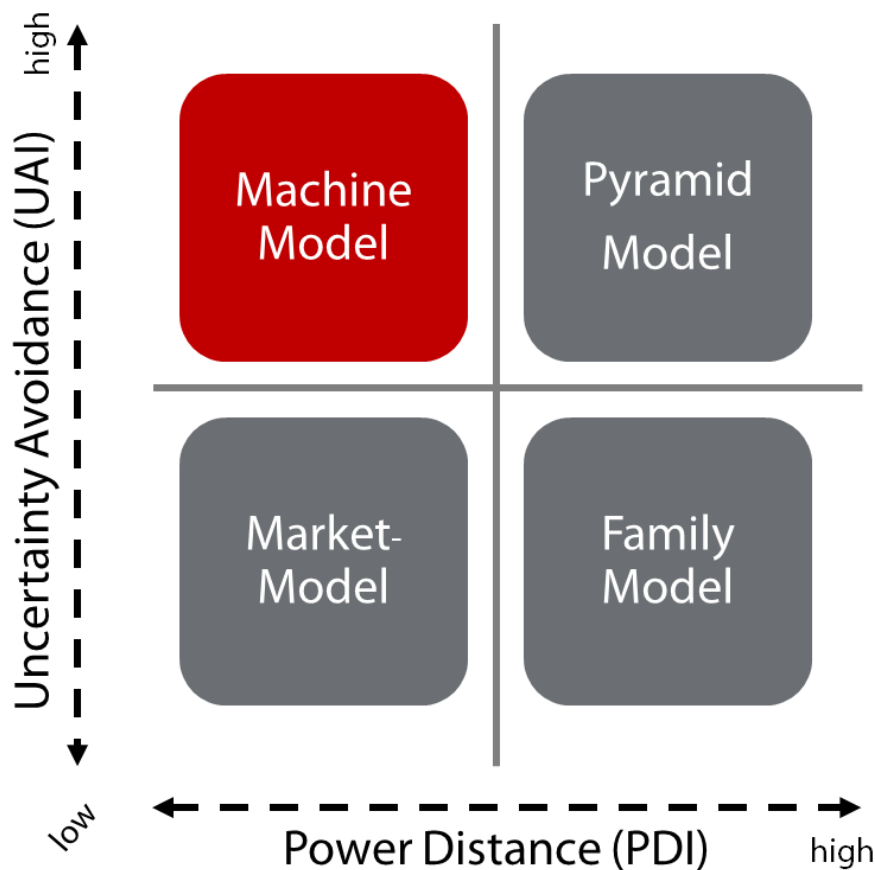 high
Uncertainty Avoidance (UAI)
Machine
Model
Pyramid
Model
Market-
Model
Family
Model
low
Power Distance (PDI)
high